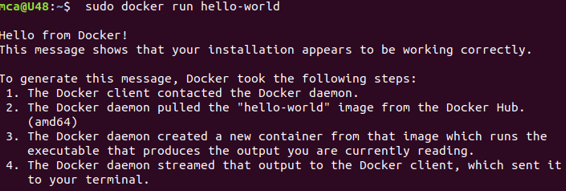 mca@U48:~$  sudo docker run hello-world
Hello from Docker!
This message shows that your installation appears to be working correctly.
To generate this message, Docker took the following steps:
1. The Docker client contacted the Docker daemon.
2. The Docker daemon pulled the "hello-world" image from the Docker Hub.
(amd64)
3. The Docker daemon created a new container from that image which runs the
executable that produces the output you are currently reading.
4. The Docker daemon streamed that output to the Docker client, which sent it
to your terminal.